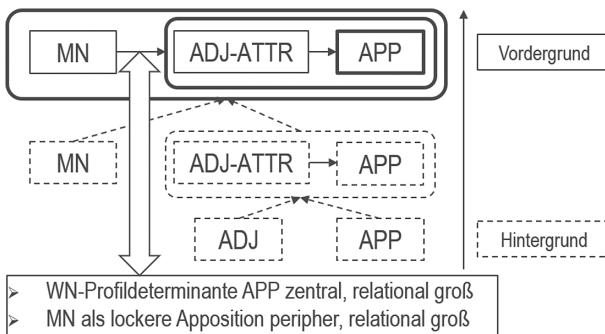 MN ADJ-ATTR APP Vordergrund
MN ADJ-ATTR APP
ADJ APP Hintergrund
➢ WN-Profildeterminante APP zentral, relational groß
➢ MN als lockere Apposition peripher, relational groß